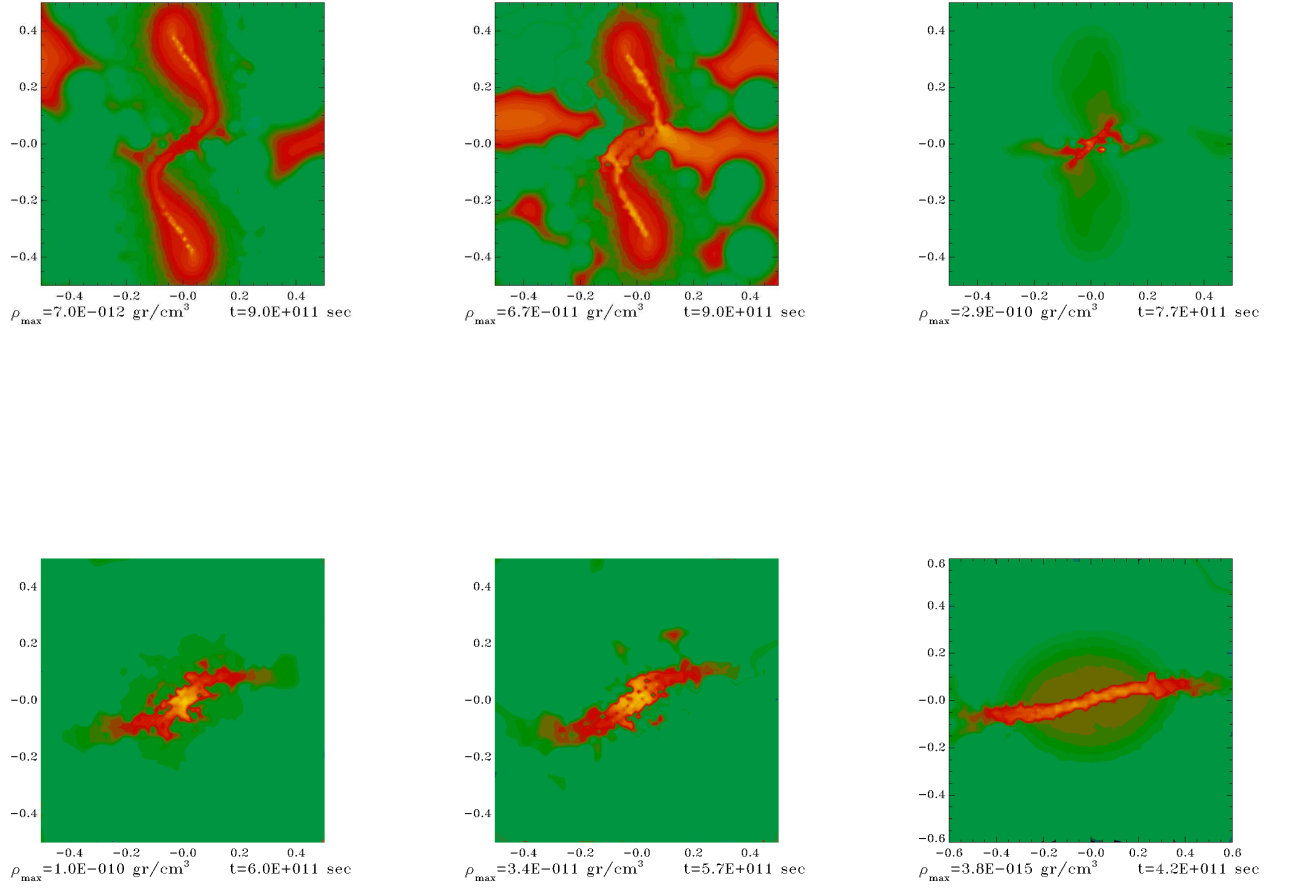 0.4
0.2
−0.0
−0.2
−0.4
−0.4 −0.2 −0.0 0.2 0.4
ρmax=7.0E−012 gr/cm³ t=9.0E+011 sec
0.4
0.2
−0.0
−0.2
−0.4
−0.4 −0.2 −0.0 0.2 0.4
ρmax=6.7E−011 gr/cm³ t=9.0E+011 sec
0.4
0.2
−0.0
−0.2
−0.4
−0.4 −0.2 −0.0 0.2 0.4
ρmax=2.9E−010 gr/cm³ t=7.7E+011 sec
0.4
0.2
−0.0
−0.2
−0.4
−0.4 −0.2 −0.0 0.2 0.4
ρmax=1.0E−010 gr/cm³ t=6.0E+011 sec
0.4
0.2
−0.0
−0.2
−0.4
−0.4 −0.2 −0.0 0.2 0.4
ρmax=3.4E−011 gr/cm³ t=5.7E+011 sec
0.6
0.4
0.2
−0.0
−0.2
−0.4
−0.6
−0.6 −0.4 −0.2 −0.0 0.2 0.4 0.6
ρmax=3.8E−015 gr/cm³ t=4.2E+011 sec